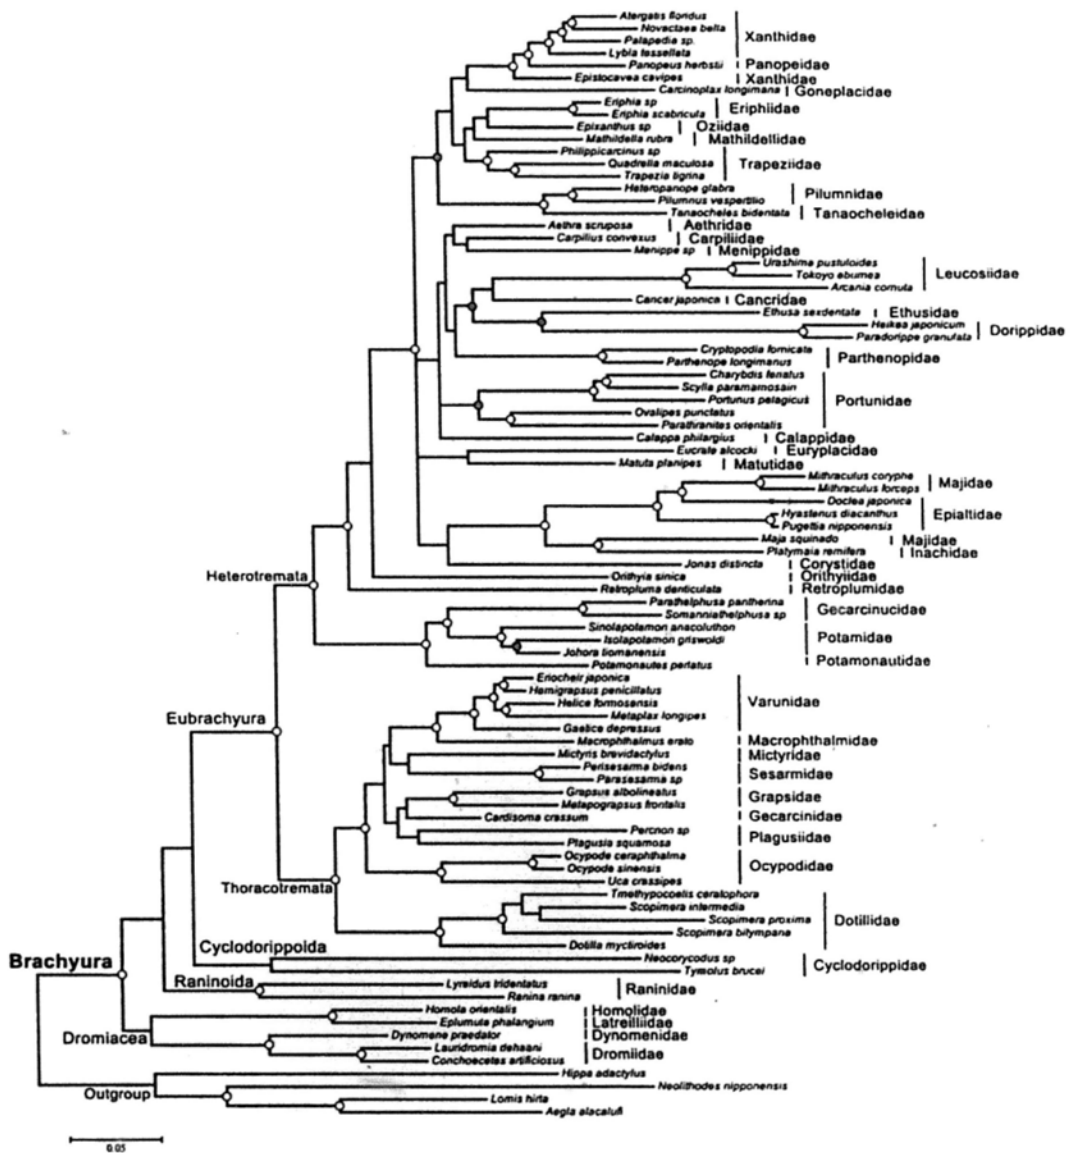 Atergatis floridus
Novactaea bella
Palapedia sp.
Lybia tessellata
Xanthidae
Panopeus herbstii
Panopeidae
Epistocavea cavipes
Xanthidae
Carcinoplax longimana
Goneplacidae
Eriphia sp
Eriphia scabricula
Eriphiidae
Epixanthus sp
Oziidae
Mathildella rubra
Mathildellidae
Philippicarcinus sp
Quadrella maculosa
Trapezia tigrina
Trapeziidae
Heteropanope glabra
Pilumnus vespertilio
Pilumnidae
Tanaocheles bidentata
Tanaocheleidae
Aethra scruposa
Aethridae
Carpilius convexus
Carpiliidae
Menippe sp
Menippidae
Urashima pustuloides
Tokoyo eburnea
Arcania cornuta
Leucosiidae
Cancer japonica
Cancridae
Ethusa sexdentata
Ethusidae
Heikea japonicum
Paradorippe granulata
Dorippidae
Cryptopodia fornicata
Parthenope longimanus
Parthenopidae
Charybdis feriatus
Scylla paramamosain
Portunus pelagicus
Ovalipes punctatus
Parathranites orientalis
Portunidae
Calappa philargius
Calappidae
Eucrate alcocki
Euryplacidae
Matuta planipes
Matutidae
Mithraculus coryphe
Mithraculus forceps
Majidae
Doclea japonica
Hyastenus diacanthus
Pugettia nipponensis
Epialtidae
Maja squinado
Majidae
Platymaia remifera
Inachidae
Jonas distincta
Corystidae
Heterotremata
Orithyia sinica
Orithyiidae
Retropluma denticulata
Retroplumidae
Parathelphusa pantherina
Somanniathelphusa sp
Gecarcinucidae
Sinolapotamon anacoluthon
Isolapotamon griswoldi
Johora tiomanensis
Potamidae
Potamonautes perlatus
Potamonautidae
Eriocheir japonica
Hemigrapsus penicillatus
Helice formosensis
Metaplax longipes
Gaetice depressus
Varunidae
Eubrachyura
Macrophthalmus erato
Macrophthalmidae
Mictyris brevidactylus
Mictyridae
Perisesarma bidens
Parasesarma sp
Sesarmidae
Grapsus albolineatus
Metapograpsus frontalis
Grapsidae
Cardisoma crassum
Gecarcinidae
Percnon sp
Plagusia squamosa
Plagusiidae
Ocypode ceraphthalma
Ocypode sinensis
Uca crassipes
Ocypodidae
Thoracotremata
Tmethypocoelis ceratophora
Scopimera intermedia
Scopimera proxima
Scopimera bitympana
Dotilla myctiroides
Dotillidae
Cyclodorippoida
Neocorycodus sp
Tymolus brucei
Cyclodorippidae
Brachyura
Raninoida
Lyreidus tridentatus
Ranina ranina
Raninidae
Homola orientalis
Homolidae
Eplumula phalangium
Latreilliidae
Dromiacea
Dynomene praedator
Dynomenidae
Lauridromia dehaani
Conchoecetes artificiosus
Dromiidae
Hippa adactylus
Outgroup
Neolithodes nipponensis
Lomis hirta
Aegla alacalufi
0.05